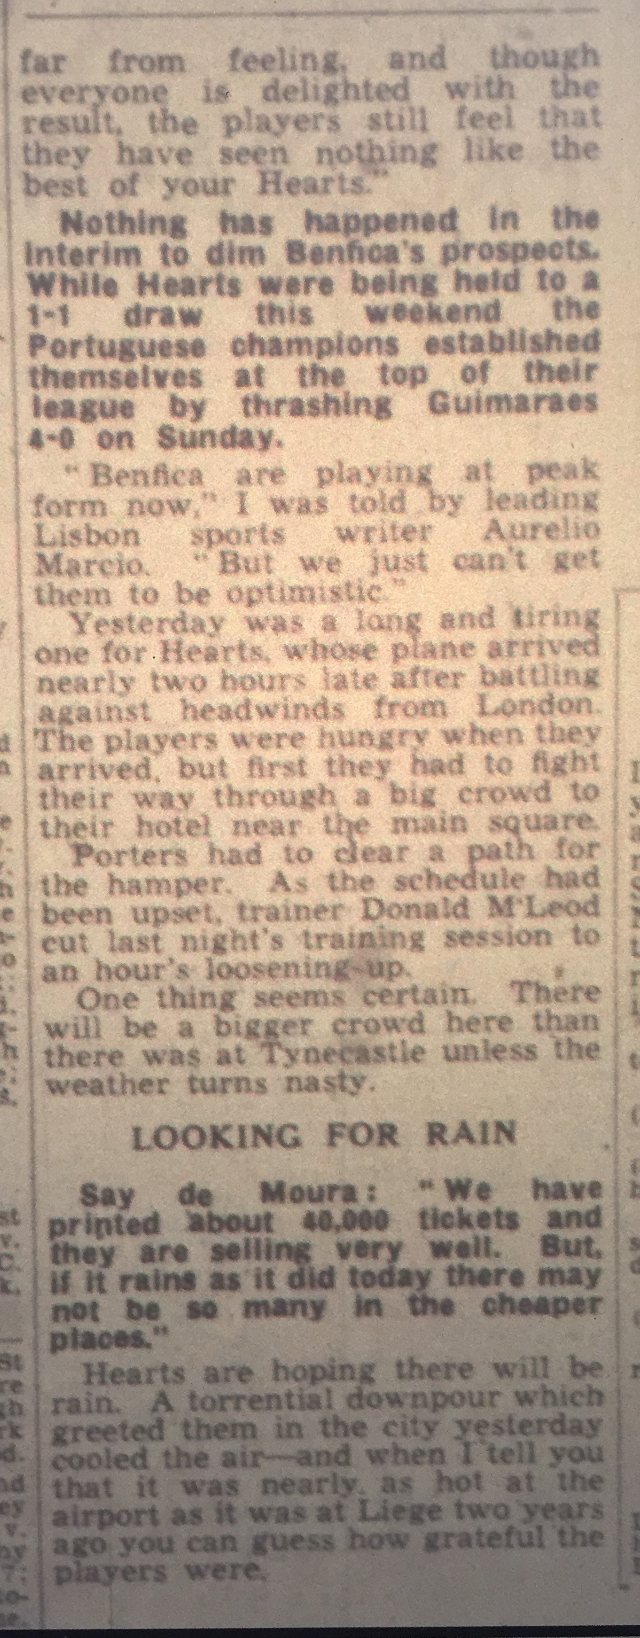 far from feeling, and though
everyone is delighted with the
result, the players still feel that
they have seen nothing like the
best of your Hearts."
Nothing has happened in the
interim to dim Benfica's prospects.
While Hearts were being held to a
1-1 draw this weekend the
Portuguese champions established
themselves at the top of their
league by thrashing Guimaraes
4-0 on Sunday.
"Benfica are playing at peak
form now," I was told by leading
Lisbon sports writer Aurelio
Marcio. "But we just can't get
them to be optimistic."
Yesterday was a long and tiring
one for Hearts, whose plane arrived
nearly two hours late after battling
against headwinds from London.
The players were hungry when they
arrived, but first they had to fight
their way through a big crowd to
their hotel near the main square.
Porters had to clear a path for
the hamper. As the schedule had
been upset, trainer Donald M'Leod
cut last night's training session to
an hour's loosening-up.
One thing seems certain. There
will be a bigger crowd here than
there was at Tynecastle unless the
weather turns nasty.
LOOKING FOR RAIN
Say de Moura: "We have
printed about 40,000 tickets and
they are selling very well. But,
if it rains as it did today there may
not be so many in the cheaper
places."
Hearts are hoping there will be
rain. A torrential downpour which
greeted them in the city yesterday
cooled the air—and when I tell you
that it was nearly as hot at the
airport as it was at Liege two years
ago you can guess how grateful the
players were.